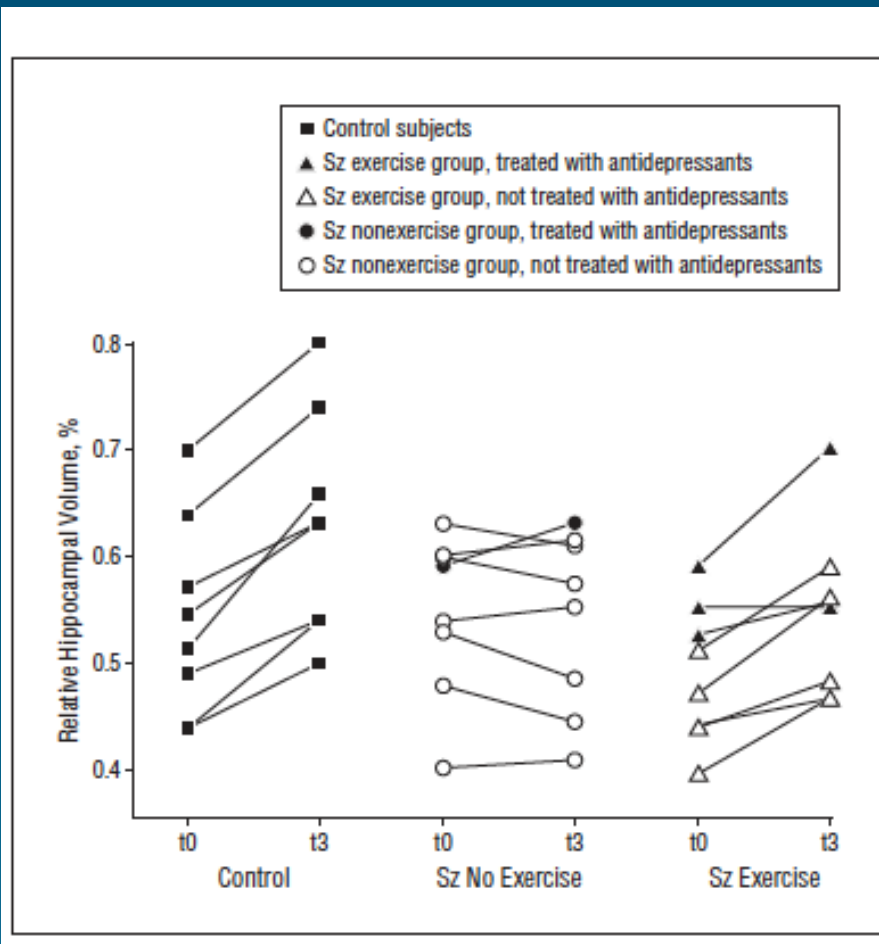 Control subjects
Sz exercise group, treated with antidepressants
Sz exercise group, not treated with antidepressants
Sz nonexercise group, treated with antidepressants
Sz nonexercise group, not treated with antidepressants
Relative Hippocampal Volume, %
0.8
0.7
0.6
0.5
0.4
t0 t3 t0 t3 t0 t3
Control Sz No Exercise Sz Exercise